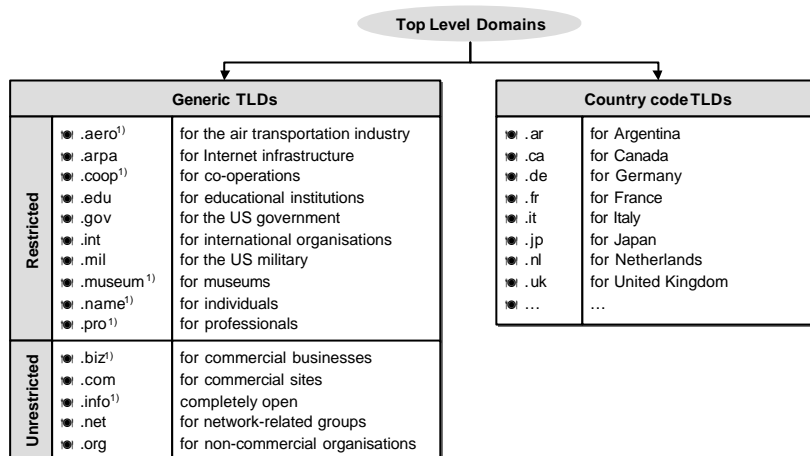 Top Level Domains
Generic TLDs
Restricted
.aero1) for the air transportation industry
.arpa for Internet infrastructure
.coop1) for co-operations
.edu for educational institutions
.gov for the US government
.int for international organisations
.mil for the US military
.museum1) for museums
.name1) for individuals
.pro1) for professionals
Unrestricted
.biz1) for commercial businesses
.com for commercial sites
.info1) completely open
.net for network-related groups
.org for non-commercial organisations
Country code TLDs
.ar for Argentina
.ca for Canada
.de for Germany
.fr for France
.it for Italy
.jp for Japan
.nl for Netherlands
.uk for United Kingdom
... ...